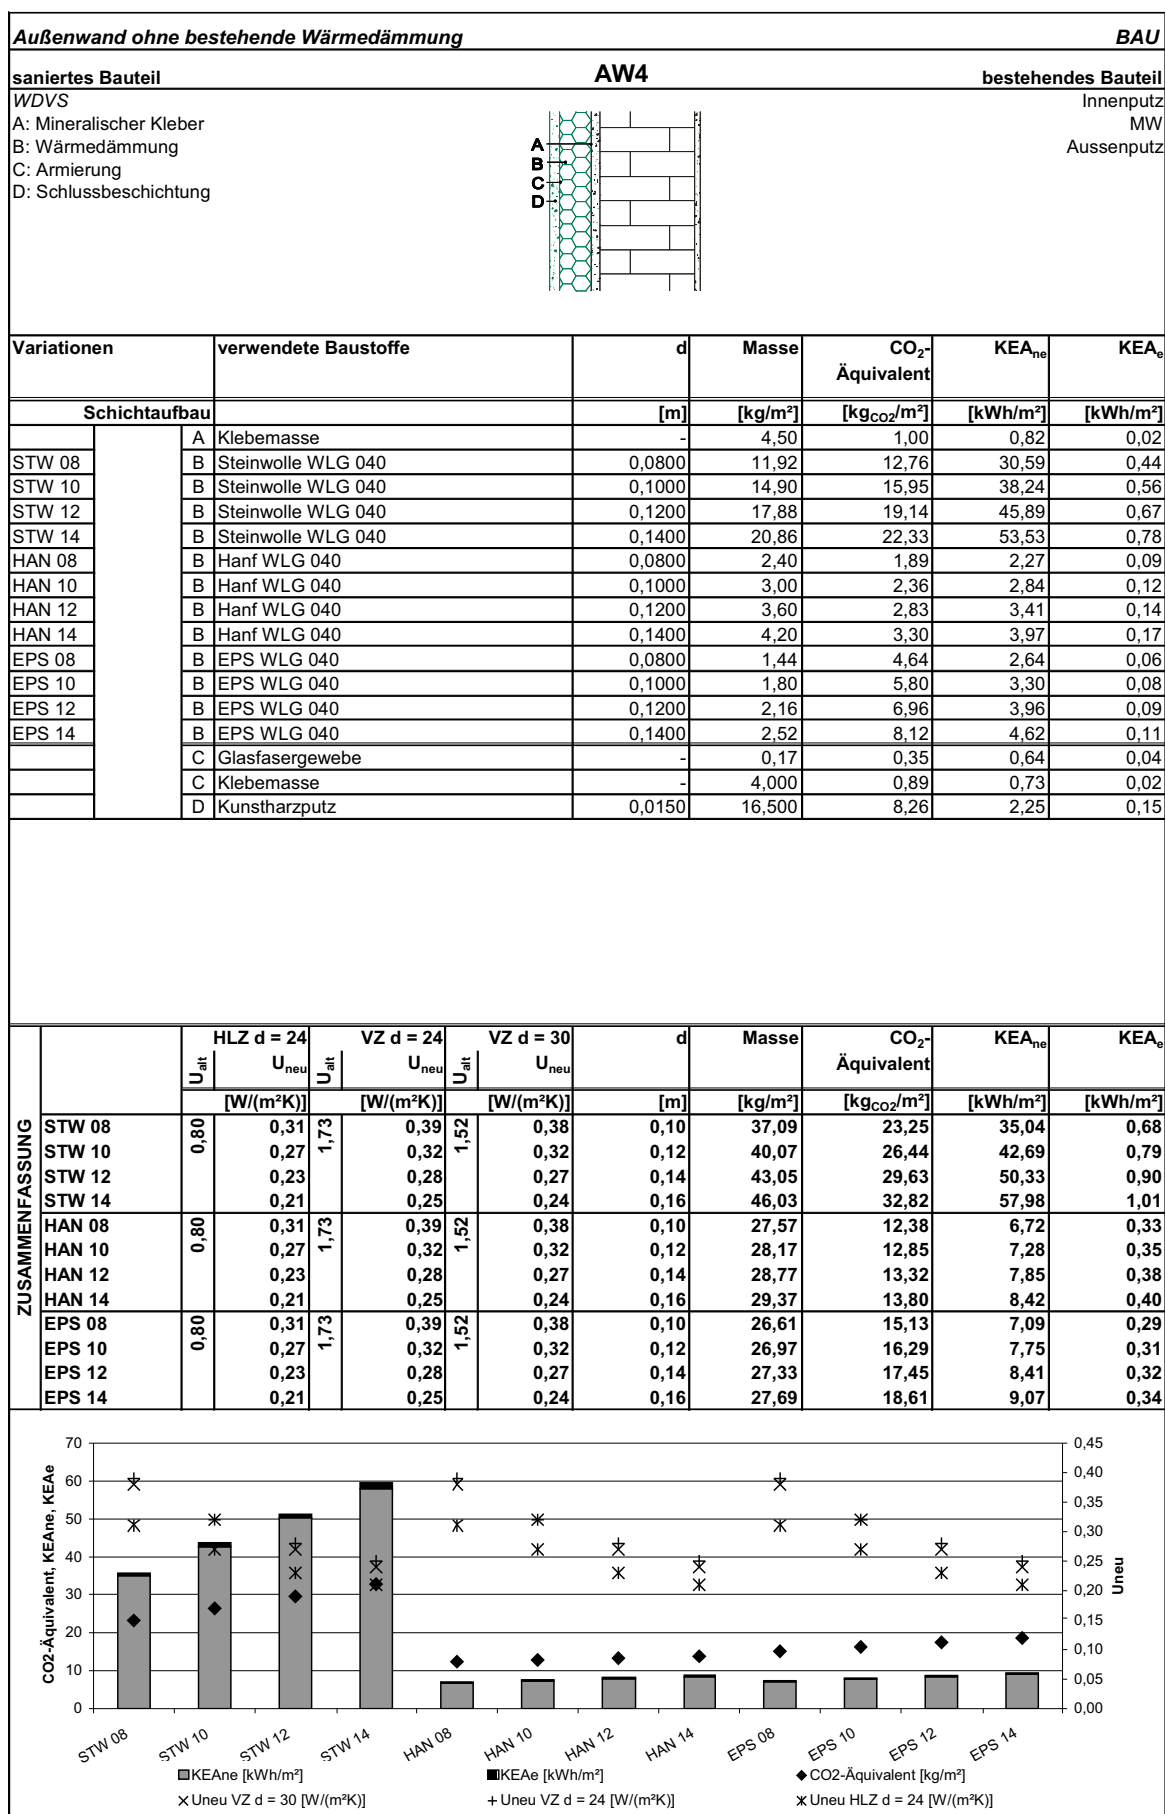 Außenwand ohne bestehende Wärmedämmung BAU
saniertes Bauteil AW4 bestehendes Bauteil
WDVS Innenputz
A: Mineralischer Kleber MW
B: Wärmedämmung Aussenputz
C: Armierung
D: Schlussbeschichtung
A
B
C
D
Variationen verwendete Baustoffe d Masse CO₂- KEAₙₑ KEAₑ
Äquivalent
Schichtaufbau [m] [kg/m²] [kg_CO2/m²] [kWh/m²] [kWh/m²]
A Klebemasse - 4,50 1,00 0,82 0,02
STW 08 B Steinwolle WLG 040 0,0800 11,92 12,76 30,59 0,44
STW 10 B Steinwolle WLG 040 0,1000 14,90 15,95 38,24 0,56
STW 12 B Steinwolle WLG 040 0,1200 17,88 19,14 45,89 0,67
STW 14 B Steinwolle WLG 040 0,1400 20,86 22,33 53,53 0,78
HAN 08 B Hanf WLG 040 0,0800 2,40 1,89 2,27 0,09
HAN 10 B Hanf WLG 040 0,1000 3,00 2,36 2,84 0,12
HAN 12 B Hanf WLG 040 0,1200 3,60 2,83 3,41 0,14
HAN 14 B Hanf WLG 040 0,1400 4,20 3,30 3,97 0,17
EPS 08 B EPS WLG 040 0,0800 1,44 4,64 2,64 0,06
EPS 10 B EPS WLG 040 0,1000 1,80 5,80 3,30 0,08
EPS 12 B EPS WLG 040 0,1200 2,16 6,96 3,96 0,09
EPS 14 B EPS WLG 040 0,1400 2,52 8,12 4,62 0,11
C Glasfasergewebe - 0,17 0,35 0,64 0,04
C Klebemasse - 4,000 0,89 0,73 0,02
D Kunstharzputz 0,0150 16,500 8,26 2,25 0,15
HLZ d = 24 VZ d = 24 VZ d = 30 d Masse CO₂- KEAₙₑ KEAₑ
U_alt U_neu U_alt U_neu U_alt U_neu Äquivalent
[W/(m²K)] [W/(m²K)] [W/(m²K)] [m] [kg/m²] [kg_CO2/m²] [kWh/m²] [kWh/m²]
ZUSAMMENFASSUNG
STW 08 0,80 0,31 1,73 0,39 1,52 0,38 0,10 37,09 23,25 35,04 0,68
STW 10 0,27 0,32 0,32 0,12 40,07 26,44 42,69 0,79
STW 12 0,23 0,28 0,27 0,14 43,05 29,63 50,33 0,90
STW 14 0,21 0,25 0,24 0,16 46,03 32,82 57,98 1,01
HAN 08 0,80 0,31 1,73 0,39 1,52 0,38 0,10 27,57 12,38 6,72 0,33
HAN 10 0,27 0,32 0,32 0,12 28,17 12,85 7,28 0,35
HAN 12 0,23 0,28 0,27 0,14 28,77 13,32 7,85 0,38
HAN 14 0,21 0,25 0,24 0,16 29,37 13,80 8,42 0,40
EPS 08 0,80 0,31 1,73 0,39 1,52 0,38 0,10 26,61 15,13 7,09 0,29
EPS 10 0,27 0,32 0,32 0,12 26,97 16,29 7,75 0,31
EPS 12 0,23 0,28 0,27 0,14 27,33 17,45 8,41 0,32
EPS 14 0,21 0,25 0,24 0,16 27,69 18,61 9,07 0,34
CO2-Äquivalent, KEAne, KEAe
70
60
50
40
30
20
10
0
0,45
0,40
0,35
0,30
0,25
0,20
0,15
0,10
0,05
0,00
Uneu
STW 08 STW 10 STW 12 STW 14 HAN 08 HAN 10 HAN 12 HAN 14 EPS 08 EPS 10 EPS 12 EPS 14
KEAne [kWh/m²] KEAe [kWh/m²] CO2-Äquivalent [kg/m²]
Uneu VZ d = 30 [W/(m²K)] Uneu VZ d = 24 [W/(m²K)] Uneu HLZ d = 24 [W/(m²K)]